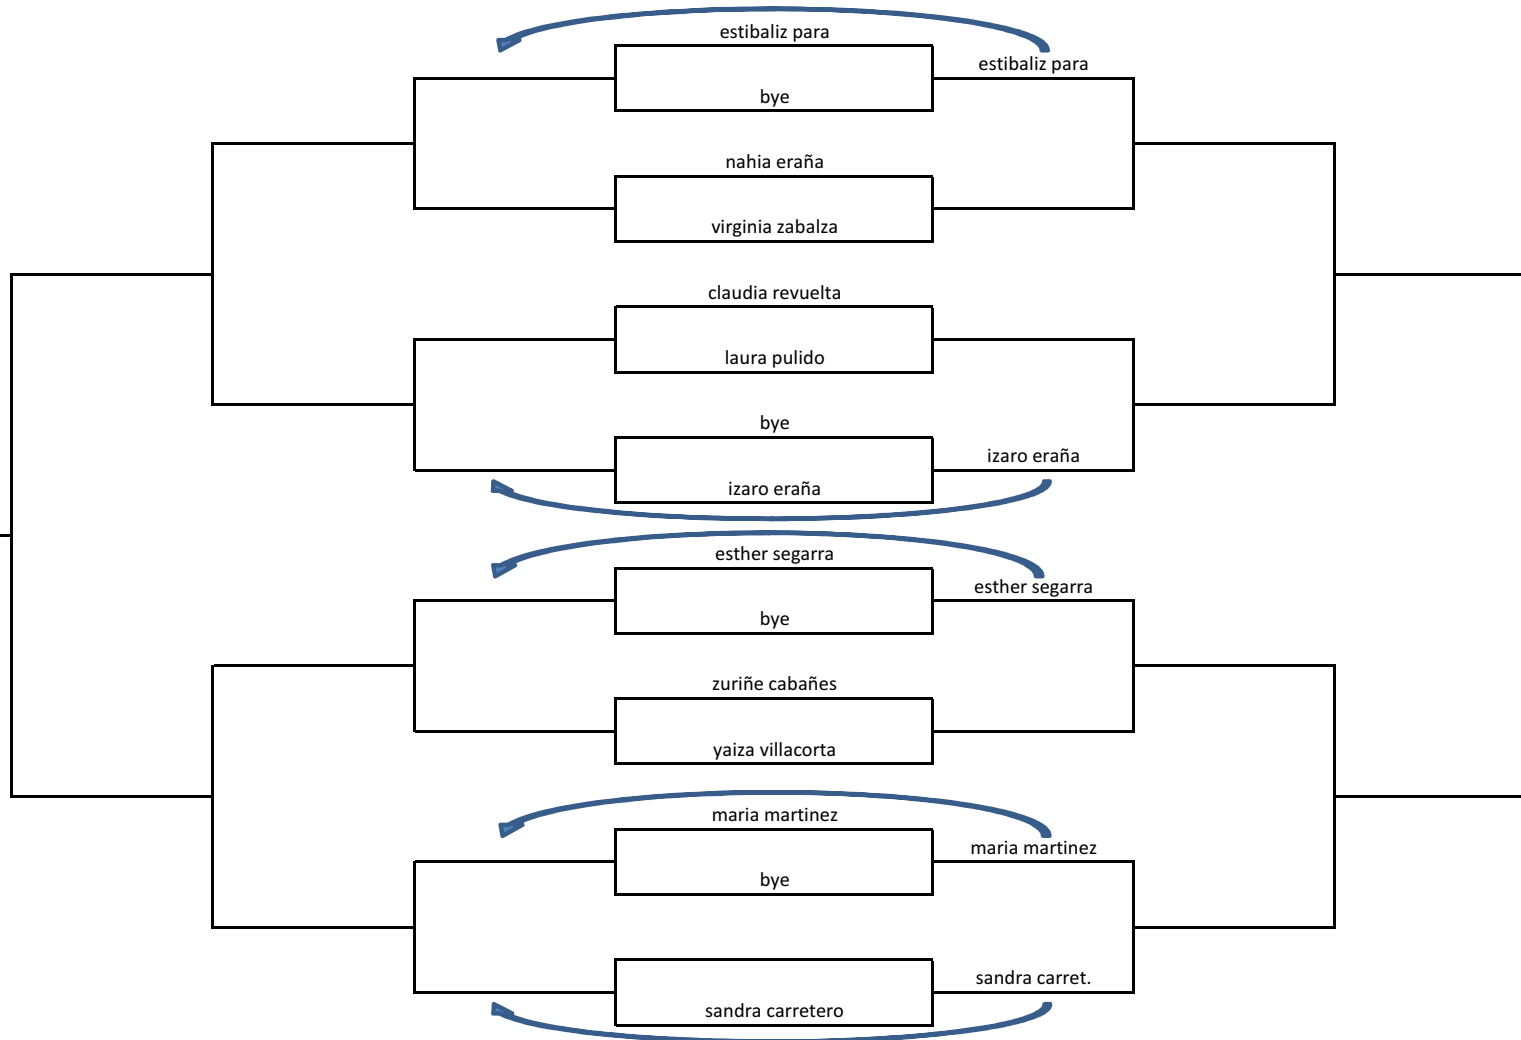 estibaliz para
estibaliz para
bye
nahia eraña
virginia zabalza
claudia revuelta
laura pulido
bye
izaro eraña
izaro eraña
esther segarra
esther segarra
bye
zuriñe cabañes
yaiza villacorta
maria martinez
maria martinez
bye
sandra carret.
sandra carretero